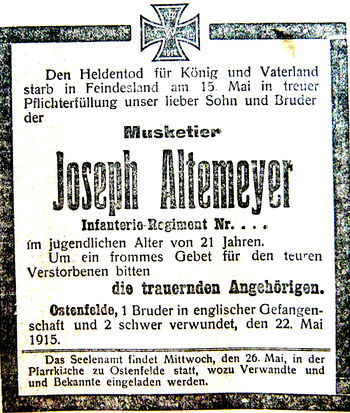 Den Heldentod für König und Vaterland
starb in Feindesland am 15. Mai in treuer
Pflichterfüllung unser lieber Sohn und Bruder
der
Musketier
Joseph Altemeyer
Infanterie-Regiment Nr. . . .
im jugendlichen Alter von 21 Jahren.
Um ein frommes Gebet für den teuren
Verstorbenen bitten
die trauernden Angehörigen.
Ostenfelde, 1 Bruder in englischer Gefangen-
schaft und 2 schwer verwundet, den 22. Mai
1915.
Das Seelenamt findet Mittwoch, den 26. Mai, in der
Pfarrkirche zu Ostenfelde statt, wozu Verwandte und
und Bekannte eingeladen werden.